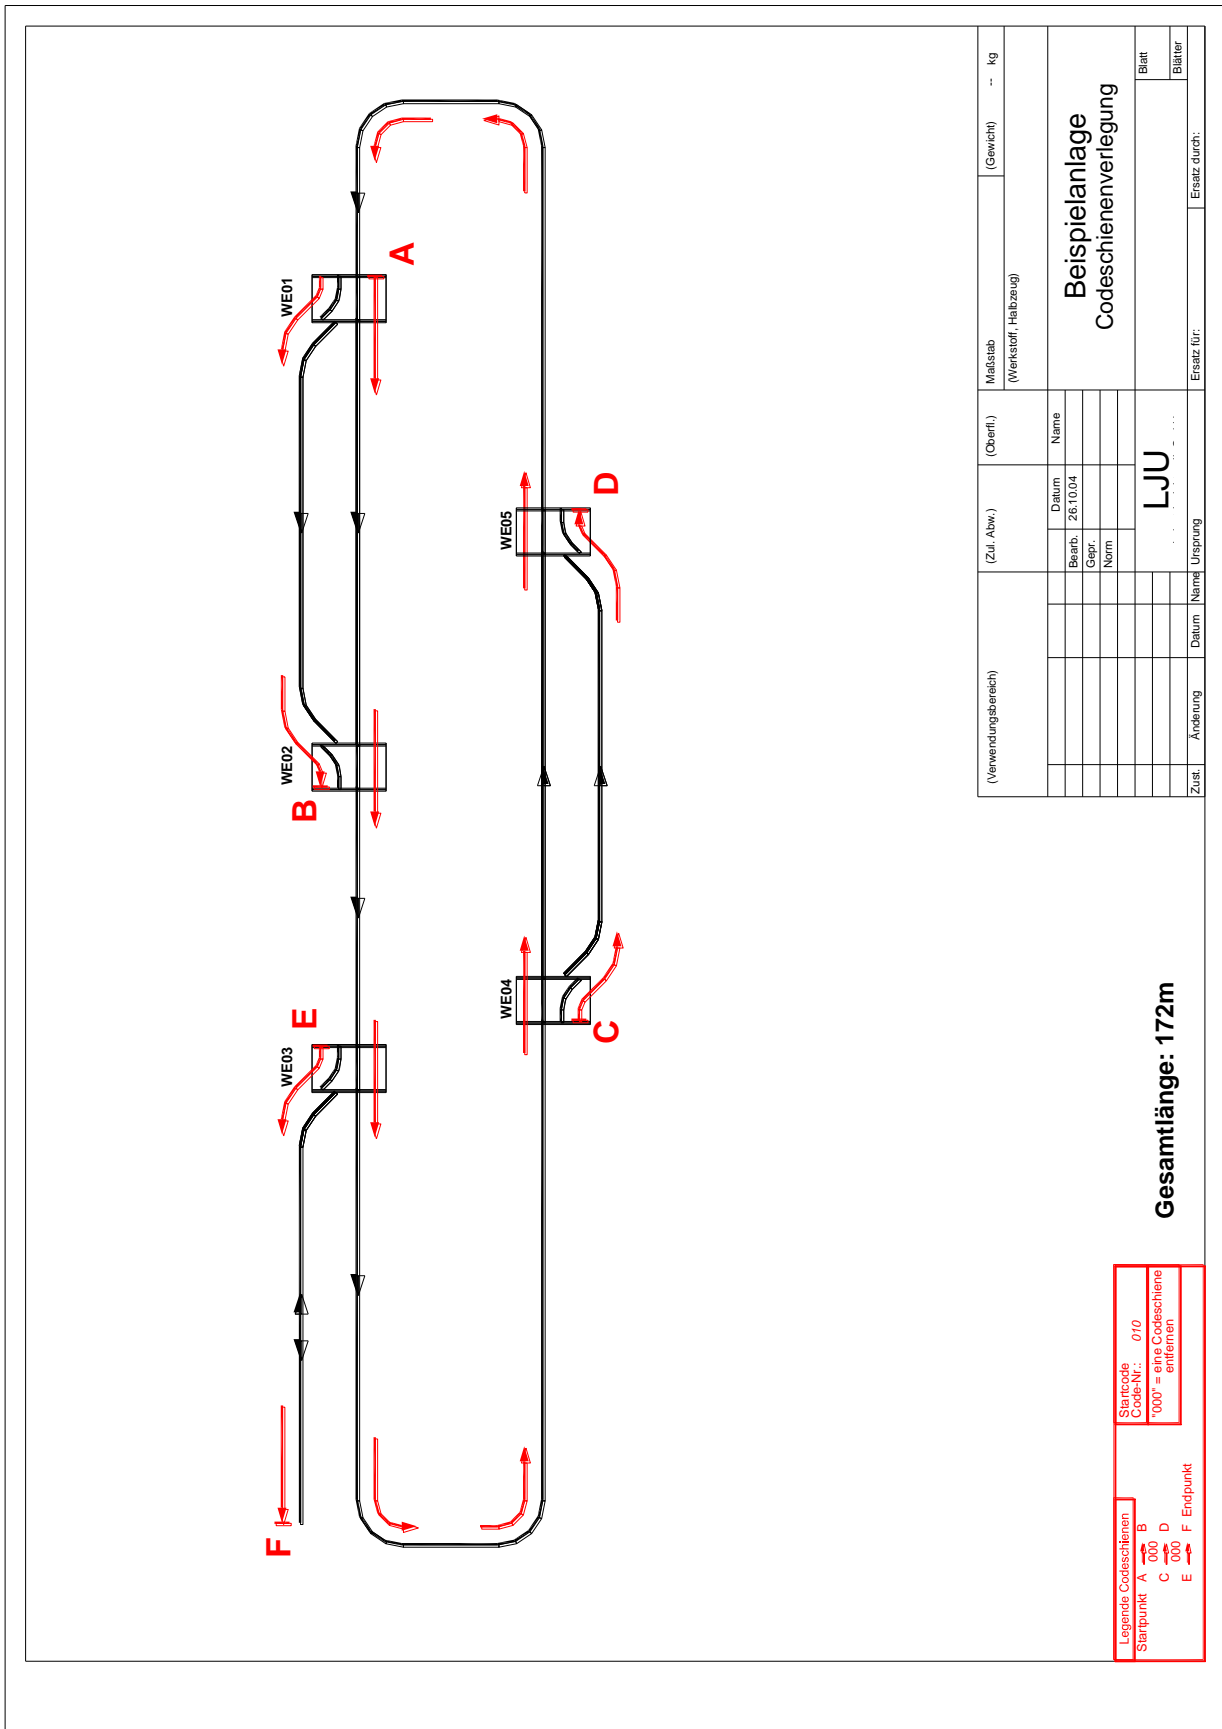 WE01
A
WE02
B
WE03
E
F
WE04
C
WE05
D
Gesamtlänge: 172m
Legende Codeschienen
Startpunkt A B
000
C D
000
E F Endpunkt
Startcode
Code-Nr.: 010
"000" = eine Codeschiene
entfernen
(Verwendungsbereich)
(Zul. Abw.)
(Oberfl.)
Maßstab
(Gewicht) -- kg
(Werkstoff, Halbzeug)
Datum Name
Bearb. 26.10.04
Gepr.
Norm
Beispielanlage
Codeschienenverlegung
LJU
Blatt
Blätter
Zust. Änderung Datum Name Ursprung Ersatz für: Ersatz durch: